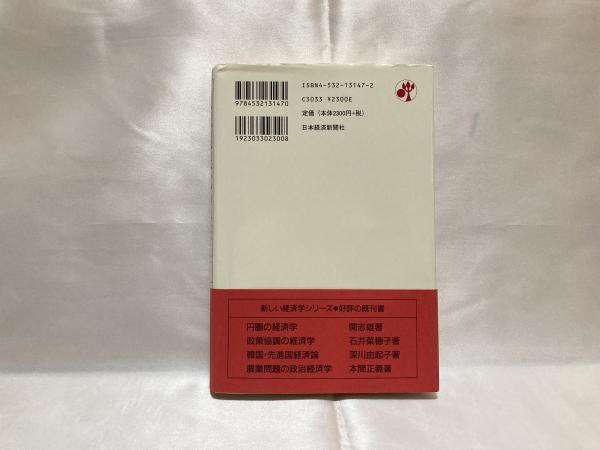 ISBN4-532-13147-2
C3033 ¥2300E
定価(本体2300円+税)
日本経済新聞社
9784532131470
1923033023008
新しい経済学シリーズ●好評の既刊書
円圏の経済学 関志雄著
政策協調の経済学 石井菜穂子著
韓国・先進国経済論 深川由起子著
農業問題の政治経済学 本間正義著